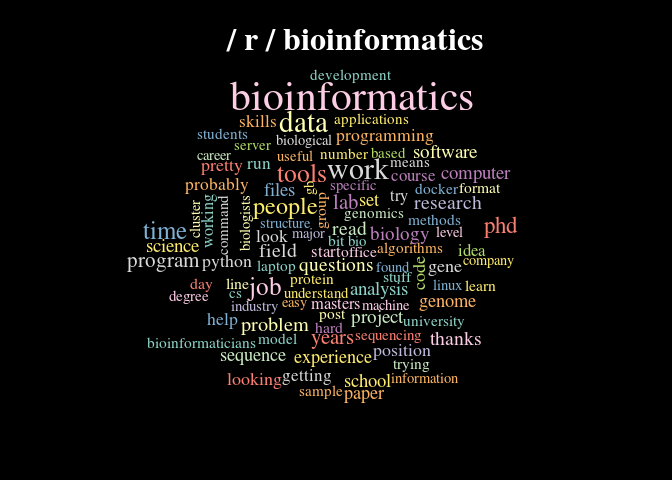 / r / bioinformatics
development
bioinformatics
skills data applications
students server biological programming
career useful number based software
pretty run tools work means course computer
probably files gb specific try docker format
cluster working command biologists people group lab set research
structure genomics methods
time look major read biology level phd
science bit bio algorithms idea
program python field start office gene company
laptop questions found code
day line protein stuff linux learn
degree cs job understand analysis
industry easy masters machine genome
help problem post hard project university
bioinformaticians model years sequencing thanks
sequence experience position
trying
looking getting school information
sample paper